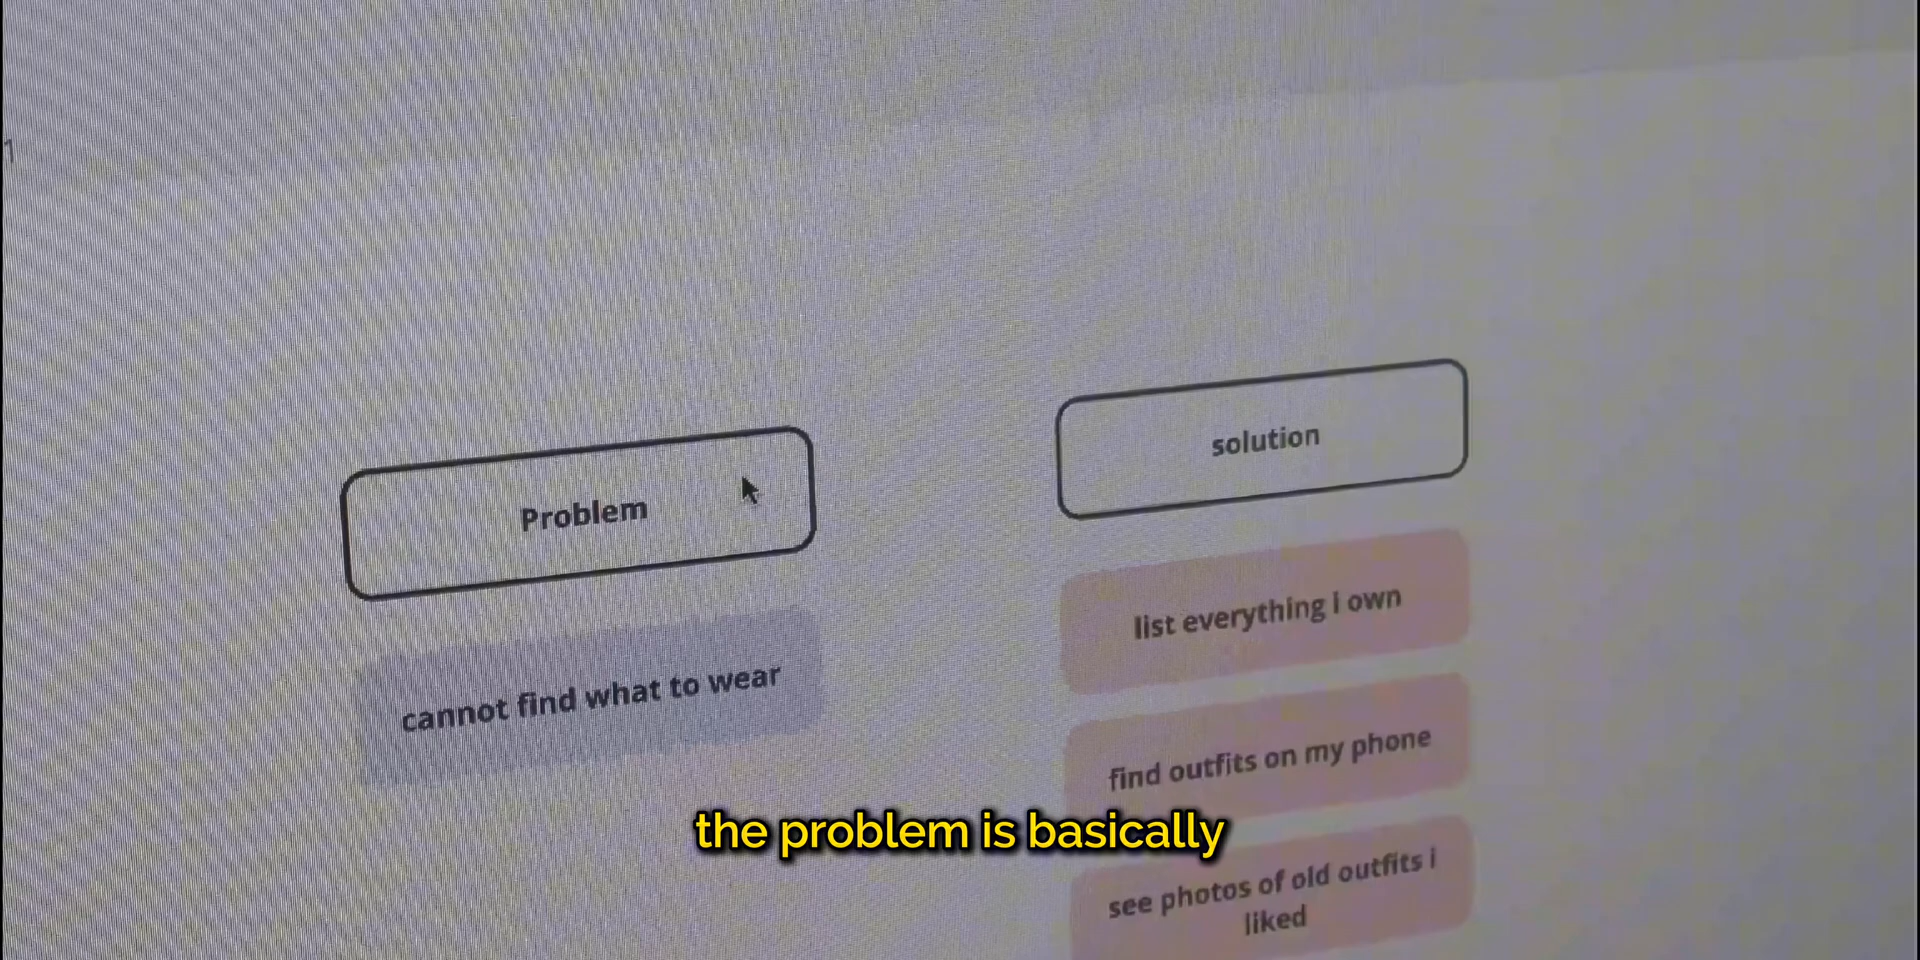 1
Problem
cannot find what to wear
solution
list everything i own
find outfits on my phone
see photos of old outfits i
liked
the problem is basically